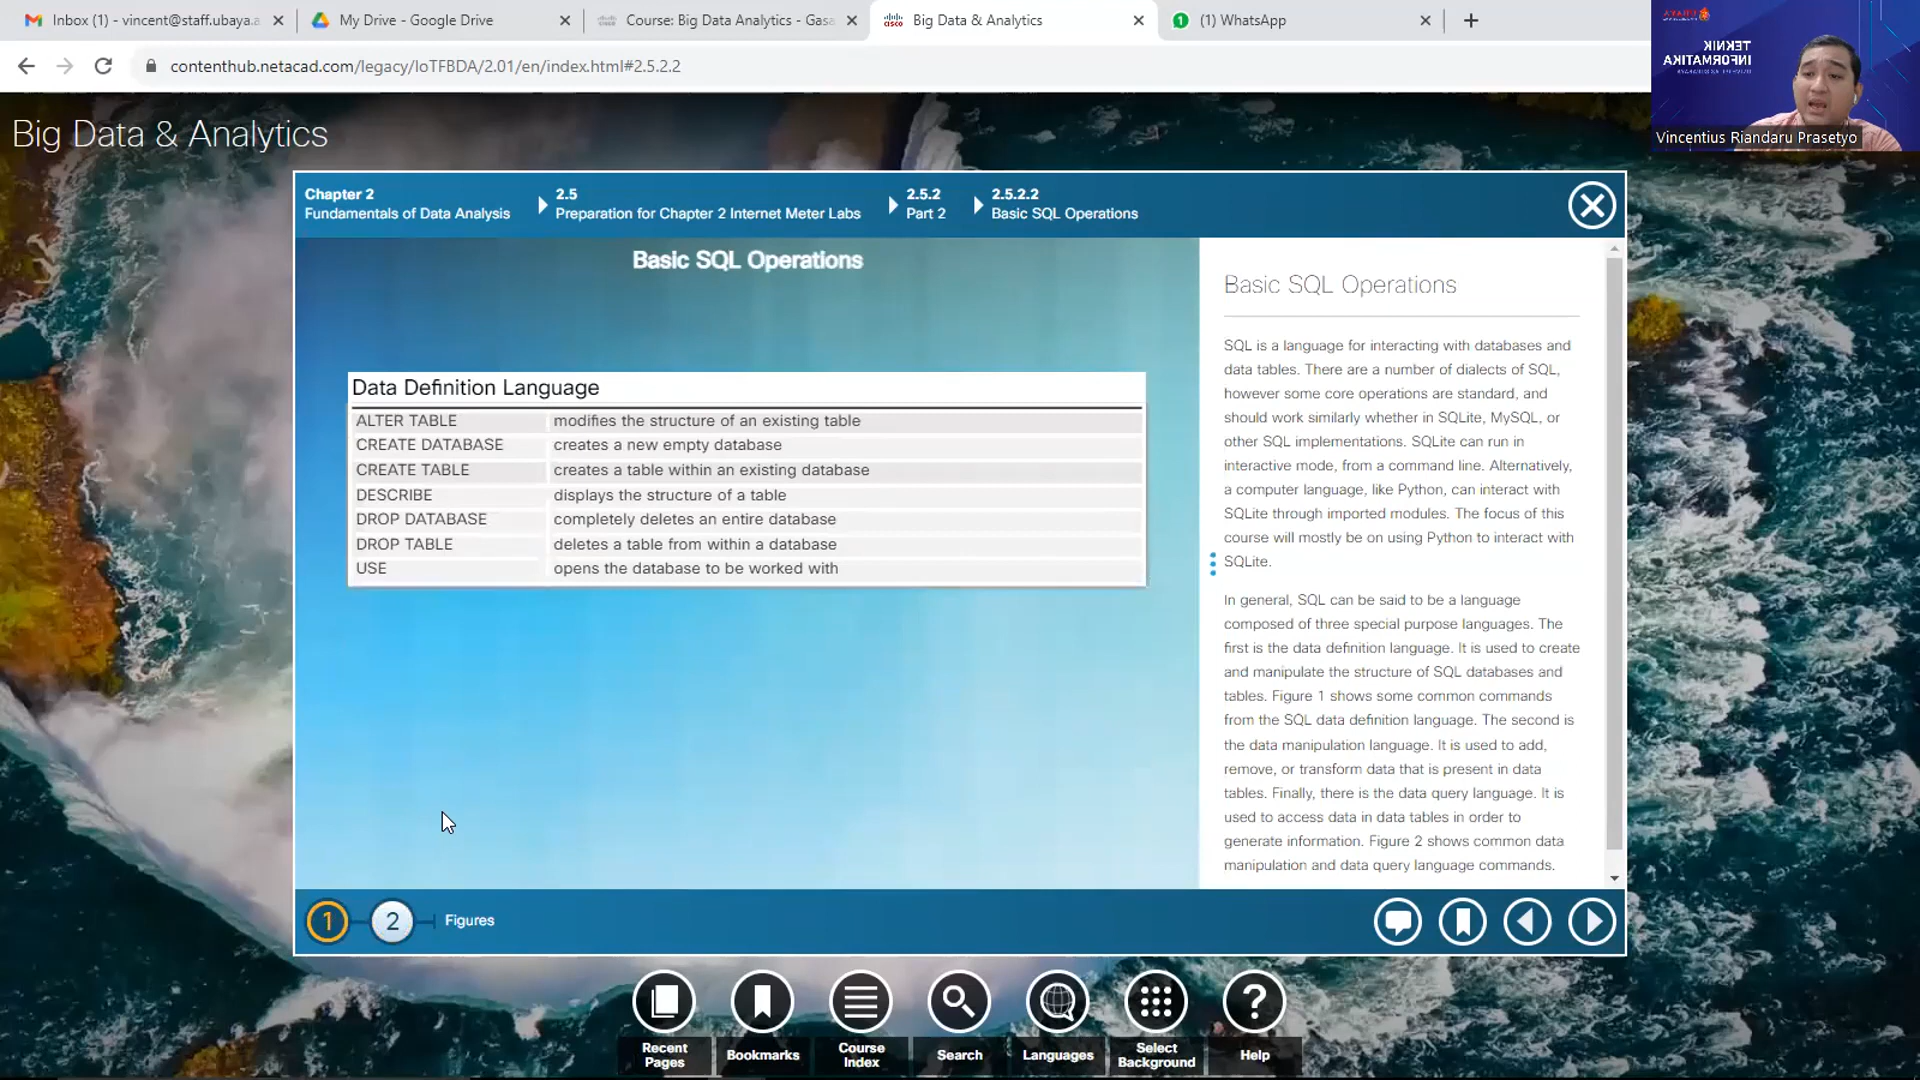 Inbox (1) - vincent@staff.ubaya.a
My Drive - Google Drive
Course: Big Data Analytics - Gasa
Big Data & Analytics
(1) WhatsApp
contenthub.netacad.com/legacy/IoTFBDA/2.01/en/index.html#2.5.2.2
TEKNIK
INFORMATIKA
Vincentius Riandaru Prasetyo
Big Data & Analytics
Chapter 2
Fundamentals of Data Analysis
2.5
Preparation for Chapter 2 Internet Meter Labs
2.5.2
Part 2
2.5.2.2
Basic SQL Operations
Basic SQL Operations
Data Definition Language
ALTER TABLE modifies the structure of an existing table
CREATE DATABASE creates a new empty database
CREATE TABLE creates a table within an existing database
DESCRIBE displays the structure of a table
DROP DATABASE completely deletes an entire database
DROP TABLE deletes a table from within a database
USE opens the database to be worked with
Basic SQL Operations
SQL is a language for interacting with databases and
data tables. There are a number of dialects of SQL,
however some core operations are standard, and
should work similarly whether in SQLite, MySQL, or
other SQL implementations. SQLite can run in
interactive mode, from a command line. Alternatively,
a computer language, like Python, can interact with
SQLite through imported modules. The focus of this
course will mostly be on using Python to interact with
SQLite.
In general, SQL can be said to be a language
composed of three special purpose languages. The
first is the data definition language. It is used to create
and manipulate the structure of SQL databases and
tables. Figure 1 shows some common commands
from the SQL data definition language. The second is
the data manipulation language. It is used to add,
remove, or transform data that is present in data
tables. Finally, there is the data query language. It is
used to access data in data tables in order to
generate information. Figure 2 shows common data
manipulation and data query language commands.
1 2 Figures
Recent
Pages
Bookmarks
Course
Index
Search
Languages
Select
Background
Help